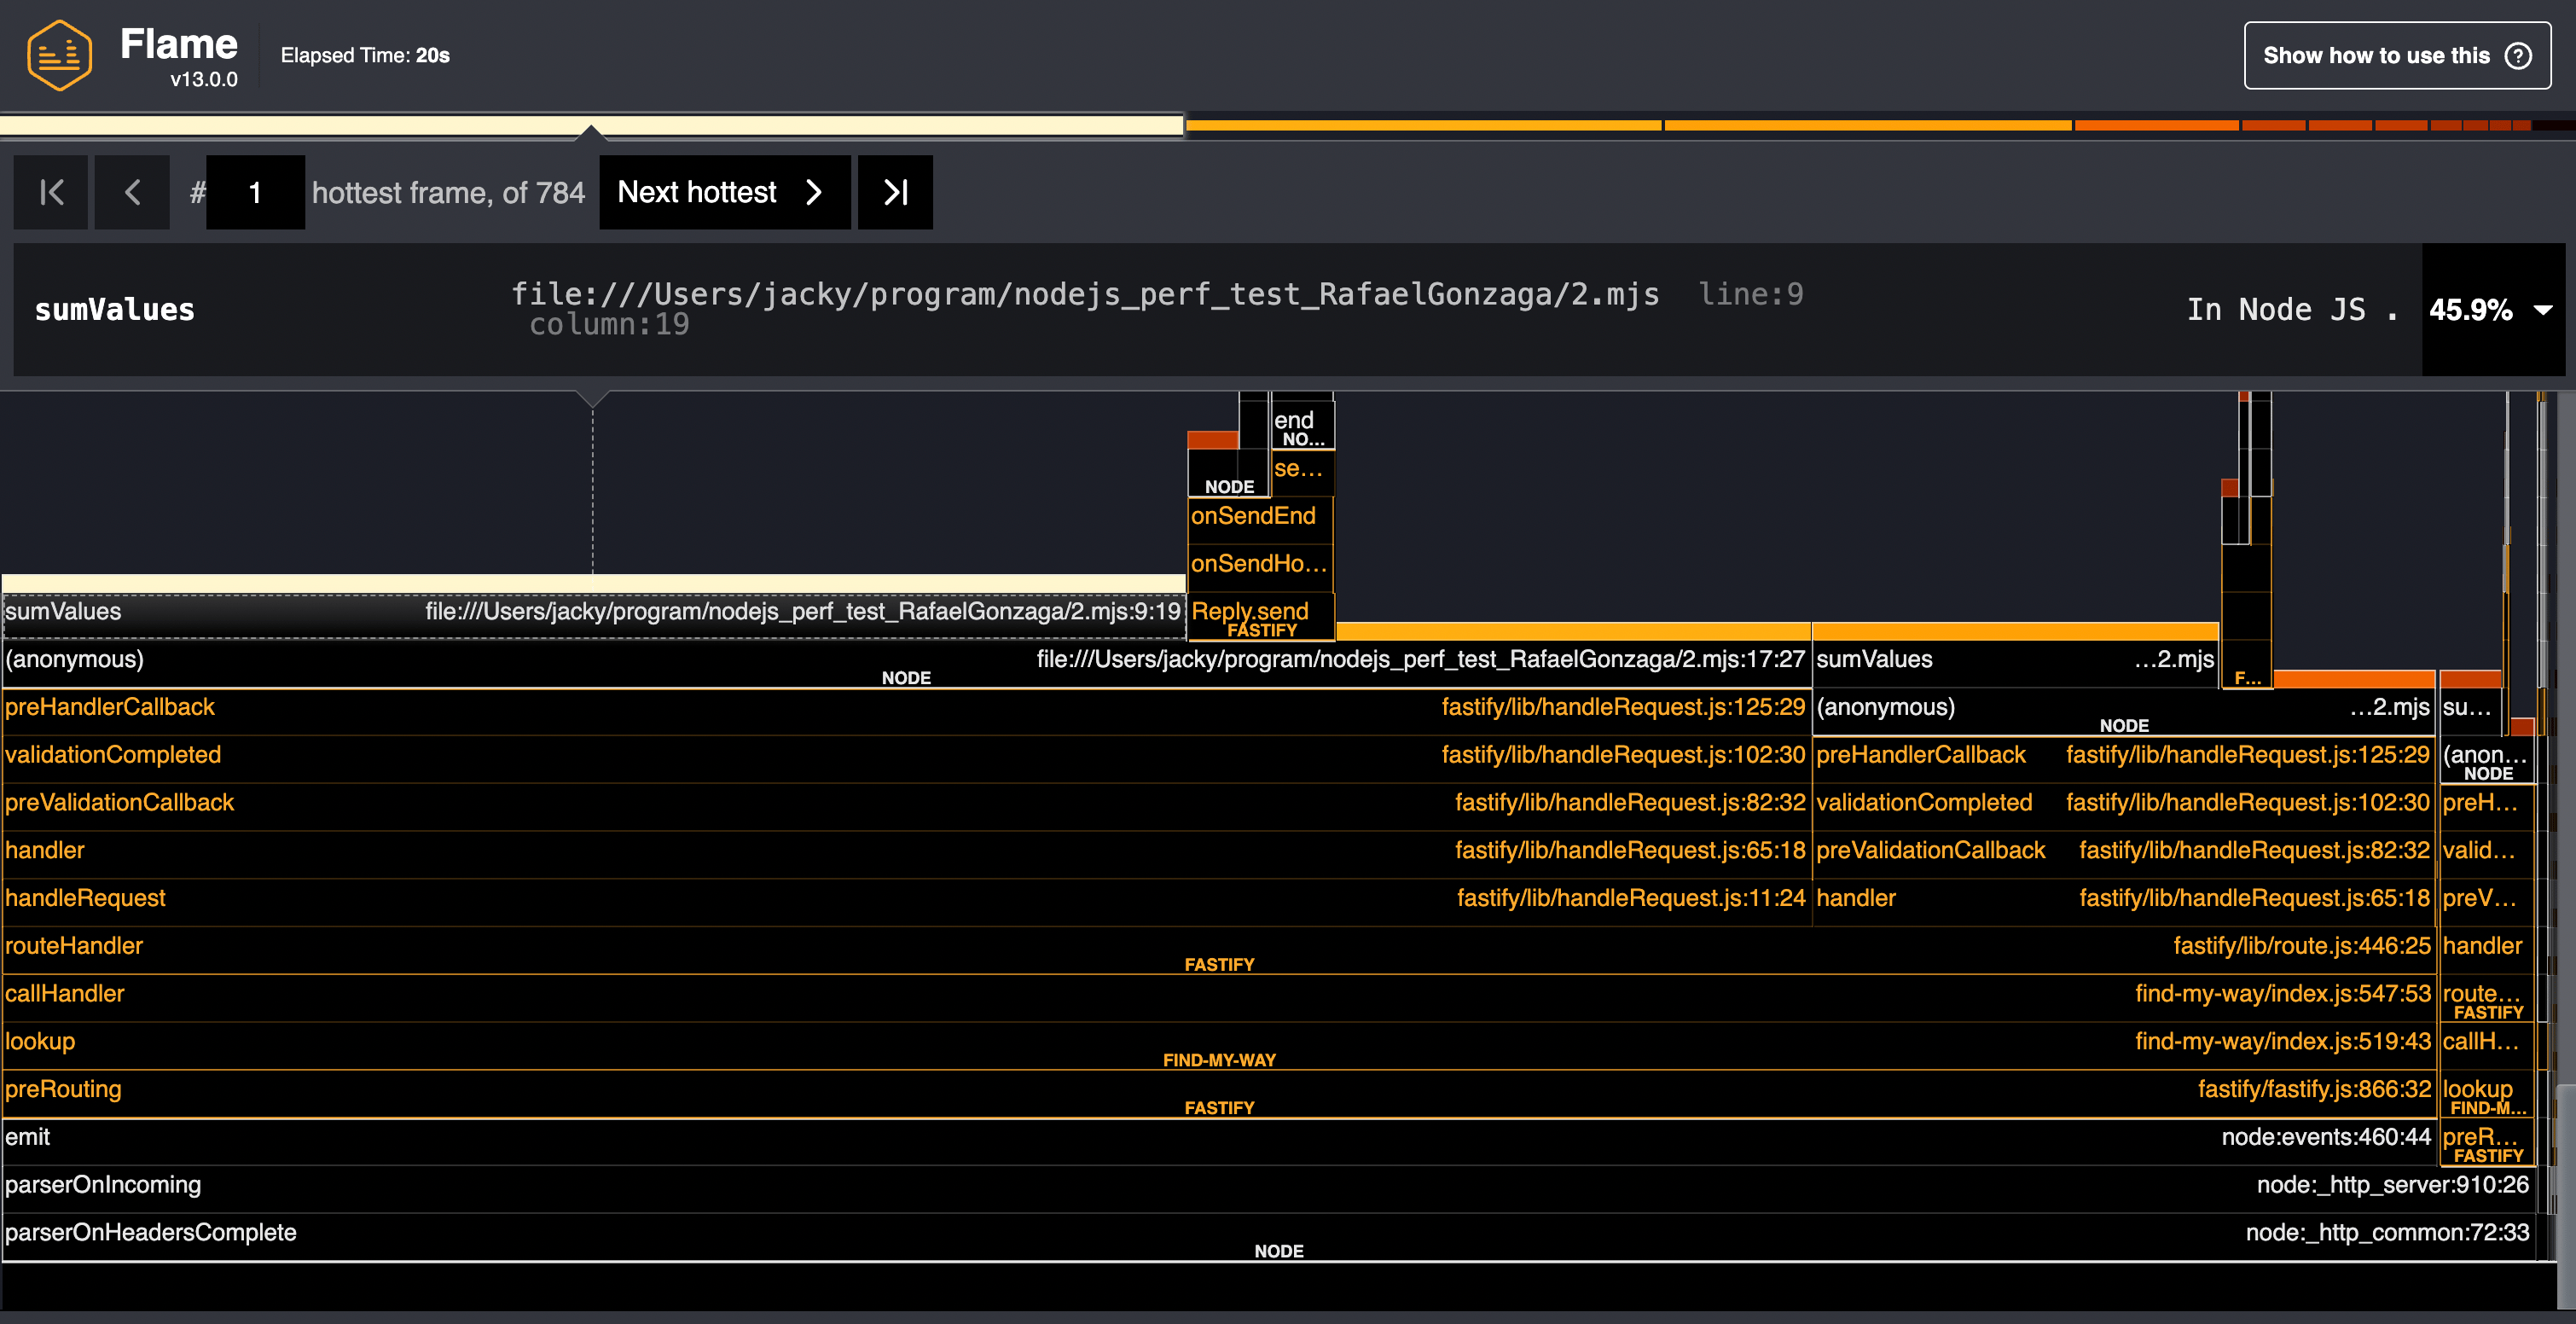 Flame
v13.0.0
Elapsed Time: 20s
Show how to use this ?
# 1 hottest frame, of 784 Next hottest
sumValues
file:///Users/jacky/program/nodejs_perf_test_RafaelGonzaga/2.mjs line:9
column:19
In Node JS . 45.9%
end
NO…
se…
NODE
onSendEnd
onSendHo…
sumValues file:///Users/jacky/program/nodejs_perf_test_RafaelGonzaga/2.mjs:9:19 Reply.send
FASTIFY
(anonymous) file:///Users/jacky/program/nodejs_perf_test_RafaelGonzaga/2.mjs:17:27 sumValues …2.mjs
NODE F…
preHandlerCallback fastify/lib/handleRequest.js:125:29 (anonymous) …2.mjs su…
NODE
validationCompleted fastify/lib/handleRequest.js:102:30 preHandlerCallback fastify/lib/handleRequest.js:125:29 (anon…
NODE
preValidationCallback fastify/lib/handleRequest.js:82:32 validationCompleted fastify/lib/handleRequest.js:102:30 preH…
handler fastify/lib/handleRequest.js:65:18 preValidationCallback fastify/lib/handleRequest.js:82:32 valid…
handleRequest fastify/lib/handleRequest.js:11:24 handler fastify/lib/handleRequest.js:65:18 preV…
routeHandler fastify/lib/route.js:446:25 handler
FASTIFY
callHandler find-my-way/index.js:547:53 route…
FASTIFY
lookup find-my-way/index.js:519:43 callH…
FIND-MY-WAY
preRouting fastify/fastify.js:866:32 lookup
FASTIFY FIND-M…
emit node:events:460:44 preR…
FASTIFY
parserOnIncoming node:_http_server:910:26
parserOnHeadersComplete node:_http_common:72:33
NODE